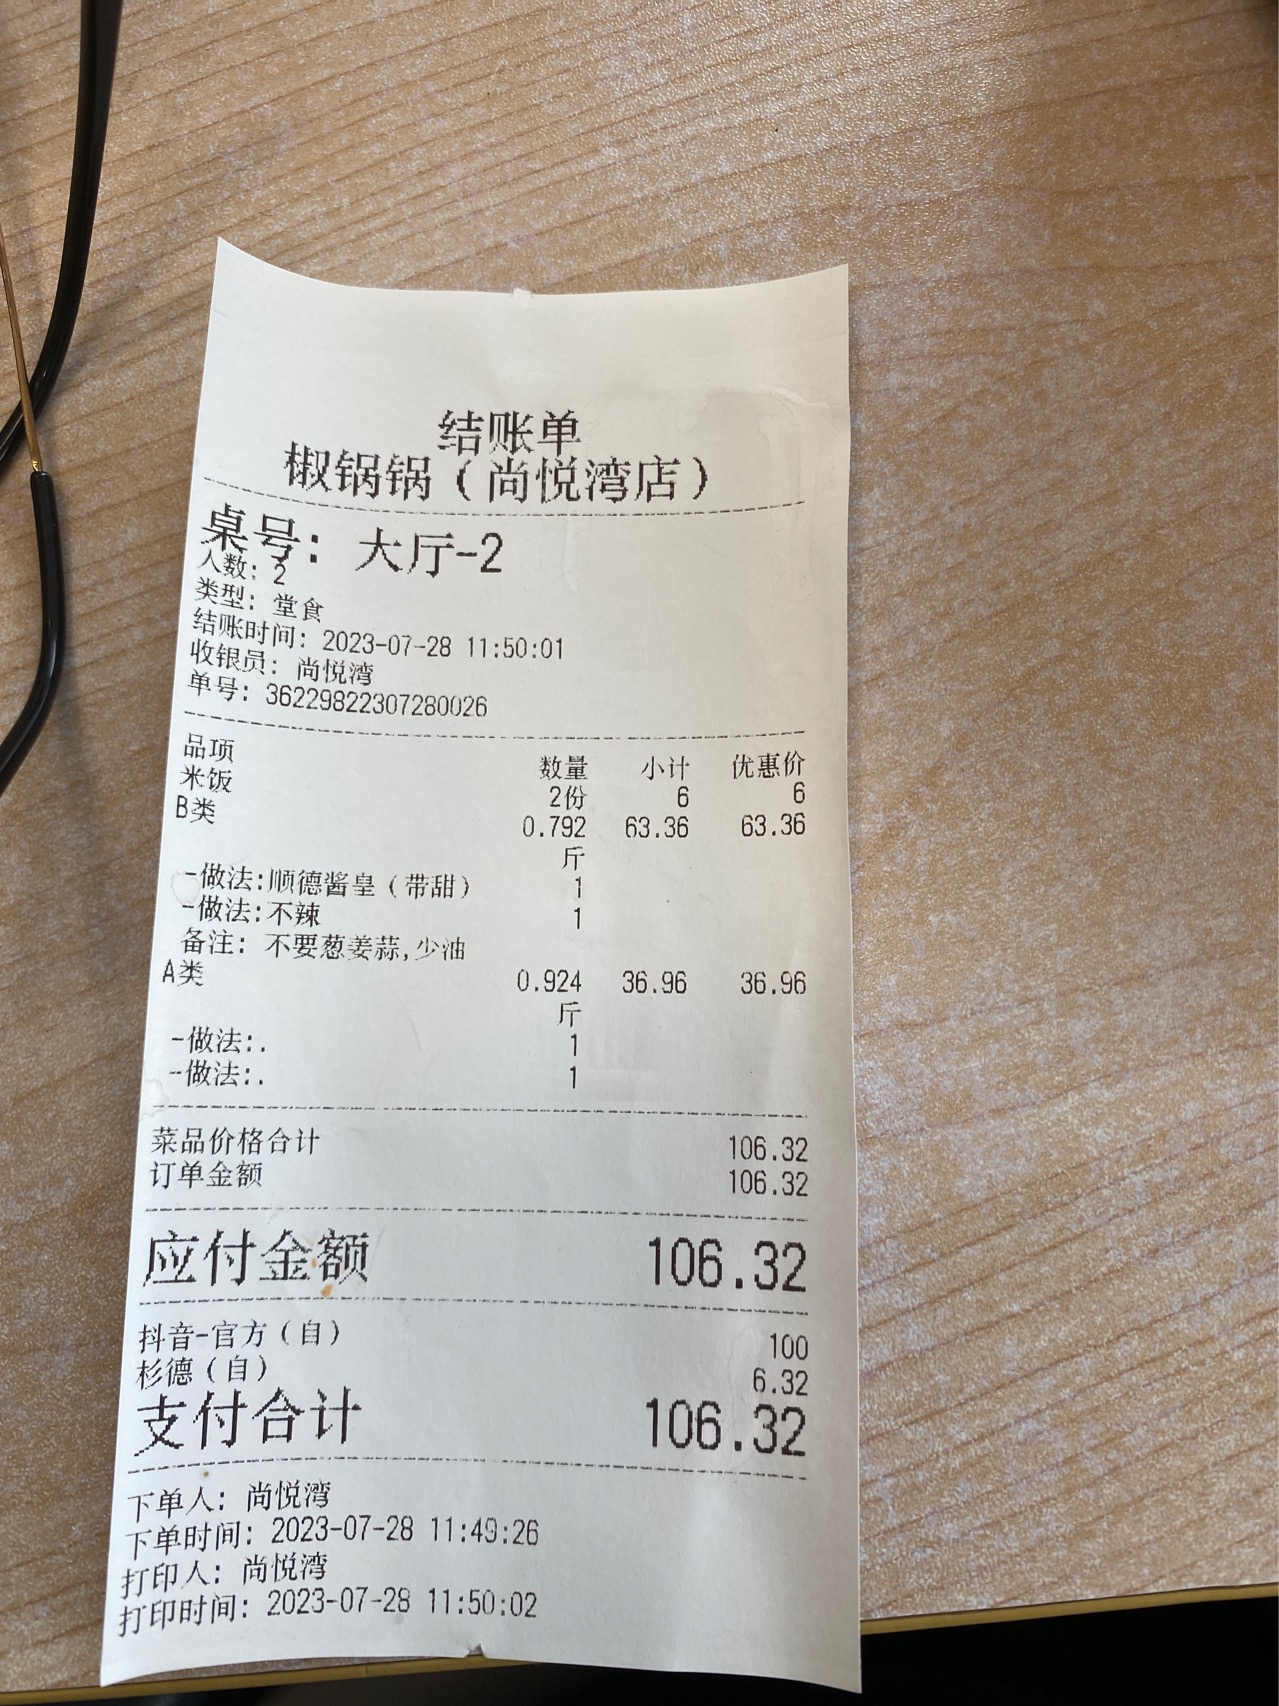 结账单
椒锅锅（尚悦湾店）
桌号： 大厅-2
人数：2
类型：堂食
结账时间：2023-07-28 11:50:01
收银员：尚悦湾
单号：36229822307280026
品项 数量 小计 优惠价
米饭 2份 6 6
B类 0.792 63.36 63.36
斤
-做法:顺德酱皇（带甜） 1
-做法:不辣 1
备注：不要葱姜蒜,少油
A类 0.924 36.96 36.96
斤
-做法:. 1
-做法:. 1
菜品价格合计 106.32
订单金额 106.32
应付金额 106.32
抖音-官方（自） 100
杉德（自） 6.32
支付合计 106.32
下单人：尚悦湾
下单时间：2023-07-28 11:49:26
打印人：尚悦湾
打印时间：2023-07-28 11:50:02